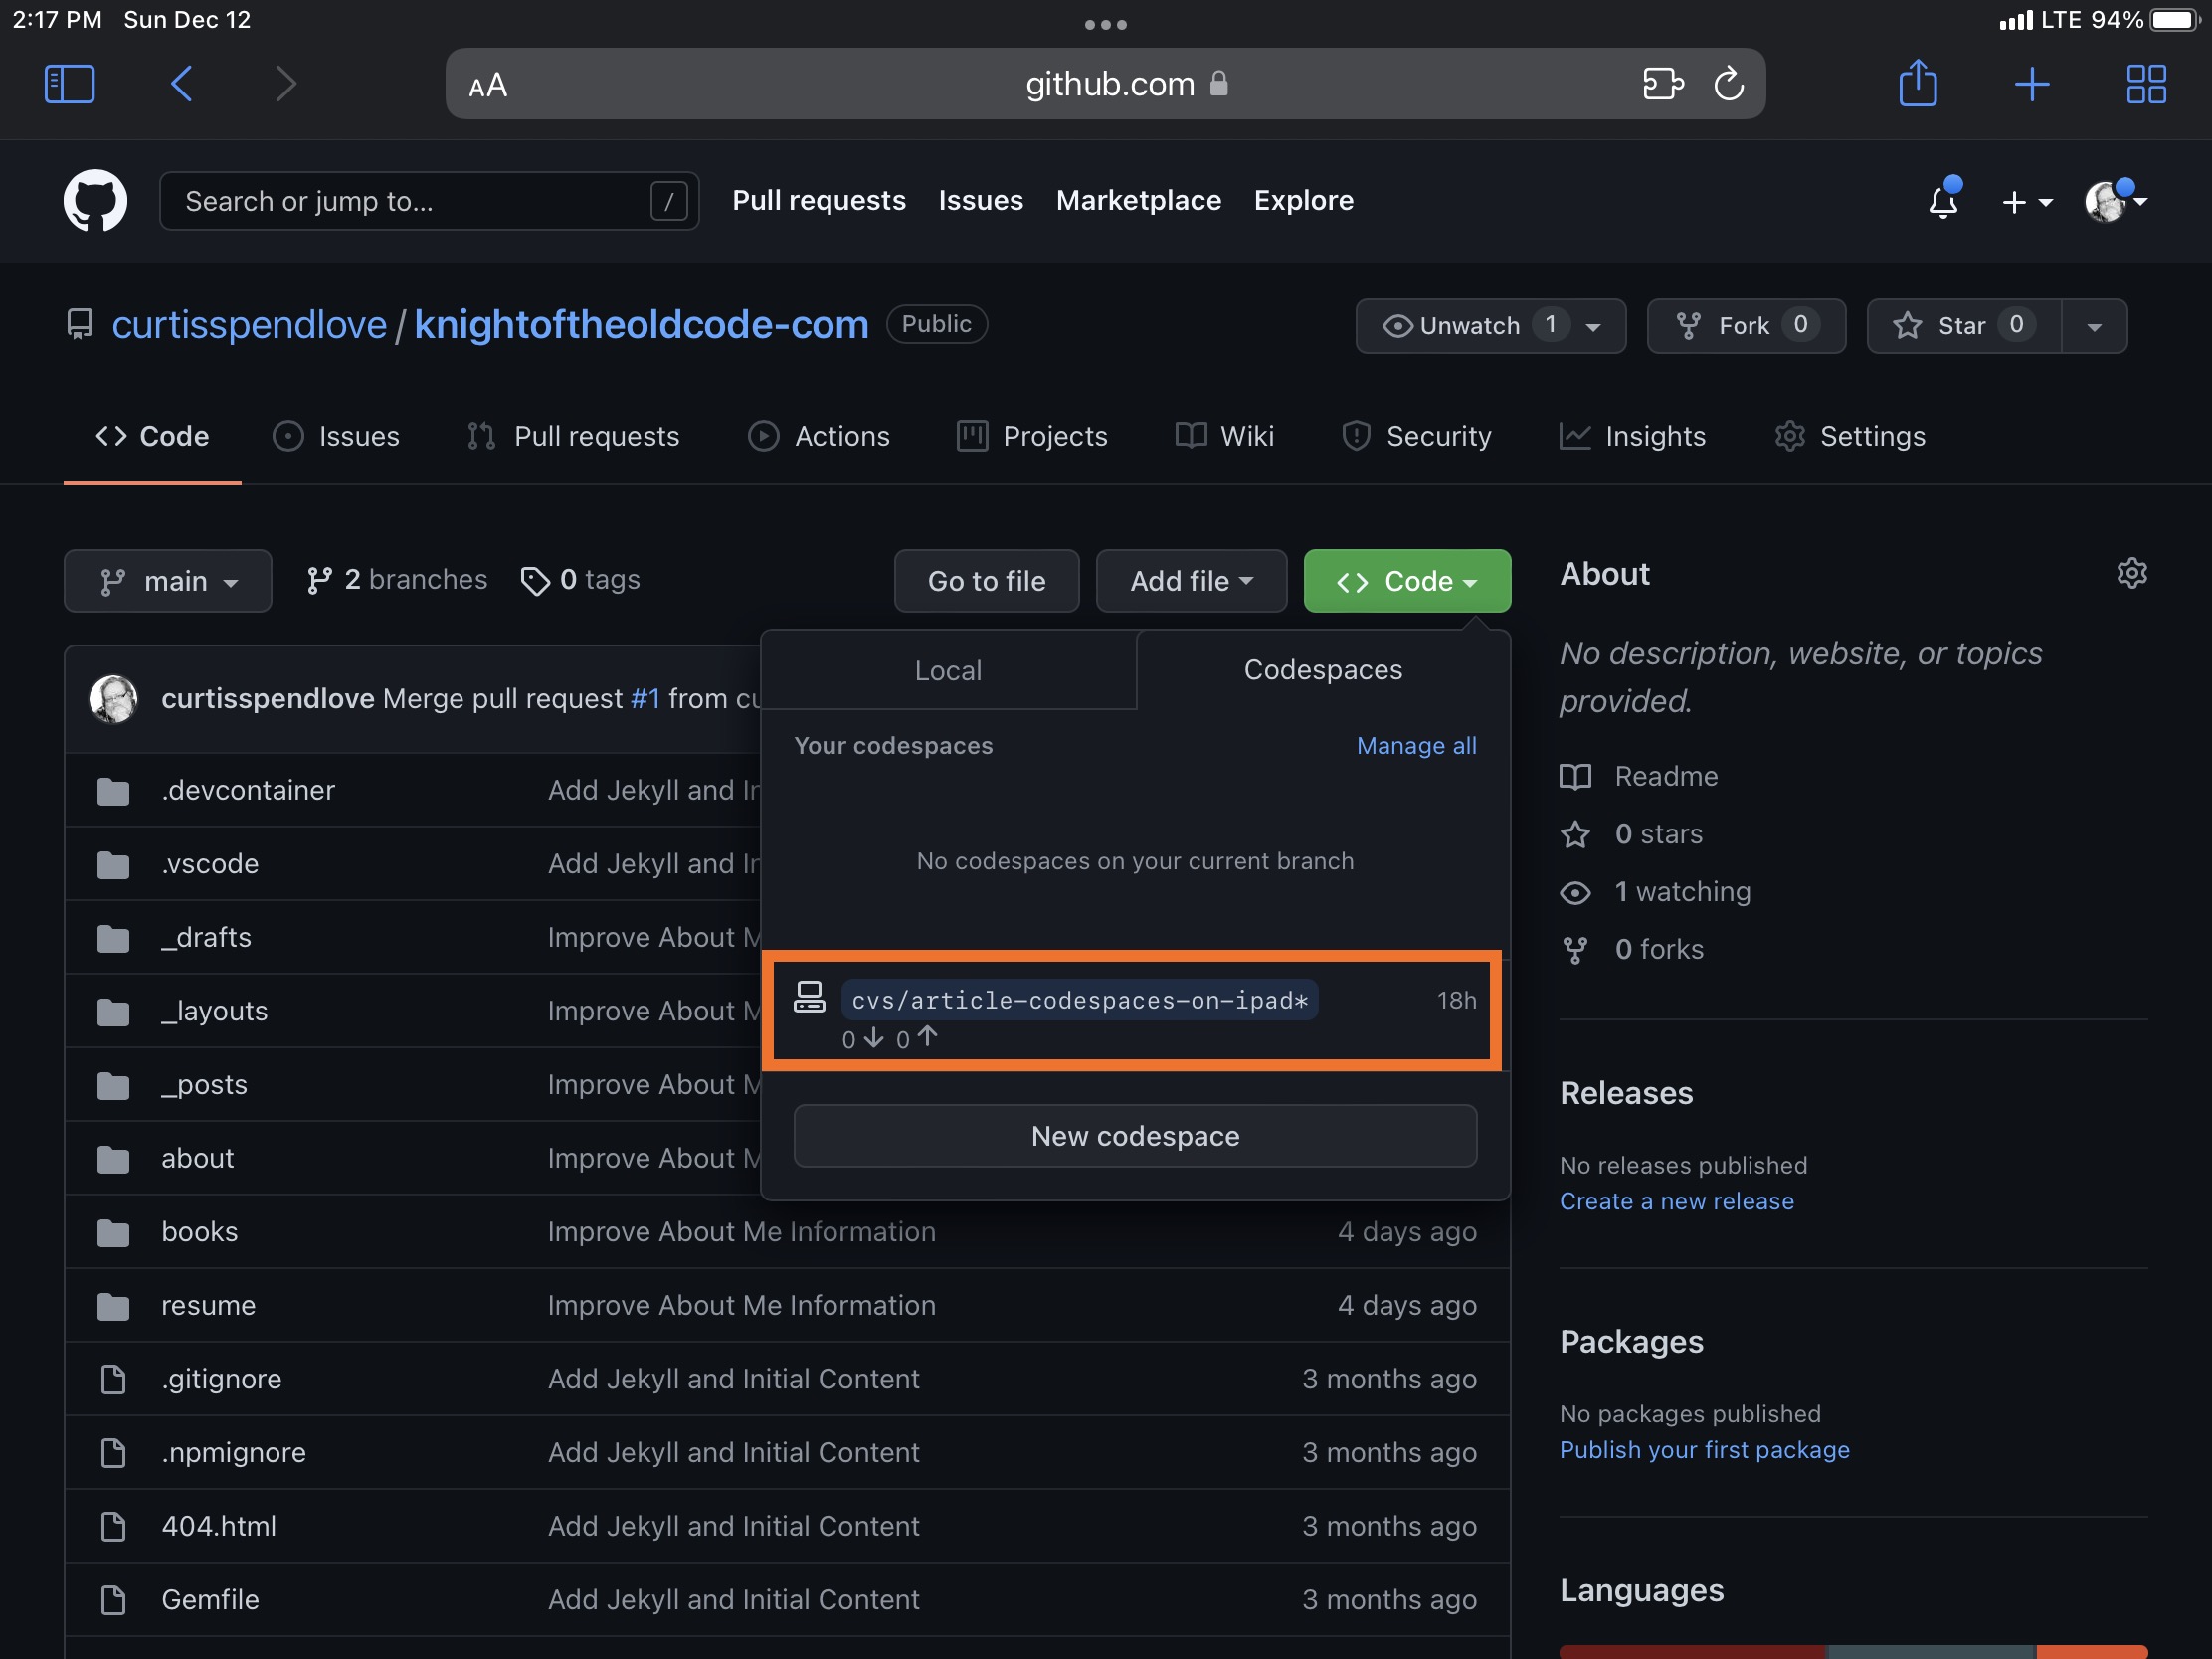 2:17 PM Sun Dec 12
LTE 94%
AA
github.com
Search or jump to... /
Pull requests Issues Marketplace Explore
curtisspendlove / knightoftheoldcode-com Public
Unwatch 1
Fork 0
Star 0
<> Code Issues Pull requests Actions Projects Wiki Security Insights Settings
main 2 branches 0 tags
Go to file Add file <> Code
Local Codespaces
Your codespaces Manage all
No codespaces on your current branch
cvs/article-codespaces-on-ipad* 18h
0 ↓ 0 ↑
New codespace
curtisspendlove Merge pull request #1 from cu
.devcontainer Add Jekyll and In
.vscode Add Jekyll and In
_drafts Improve About M
_layouts Improve About M
_posts Improve About M
about Improve About M
books Improve About Me Information 4 days ago
resume Improve About Me Information 4 days ago
.gitignore Add Jekyll and Initial Content 3 months ago
.npmignore Add Jekyll and Initial Content 3 months ago
404.html Add Jekyll and Initial Content 3 months ago
Gemfile Add Jekyll and Initial Content 3 months ago
About
No description, website, or topics
provided.
Readme
0 stars
1 watching
0 forks
Releases
No releases published
Create a new release
Packages
No packages published
Publish your first package
Languages